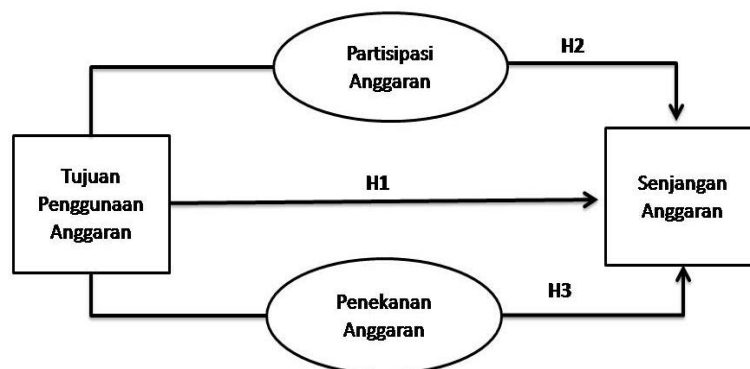 Partisipasi
Anggaran
H2
Tujuan
Penggunaan
Anggaran
H1
Senjangan
Anggaran
Penekanan
Anggaran
H3